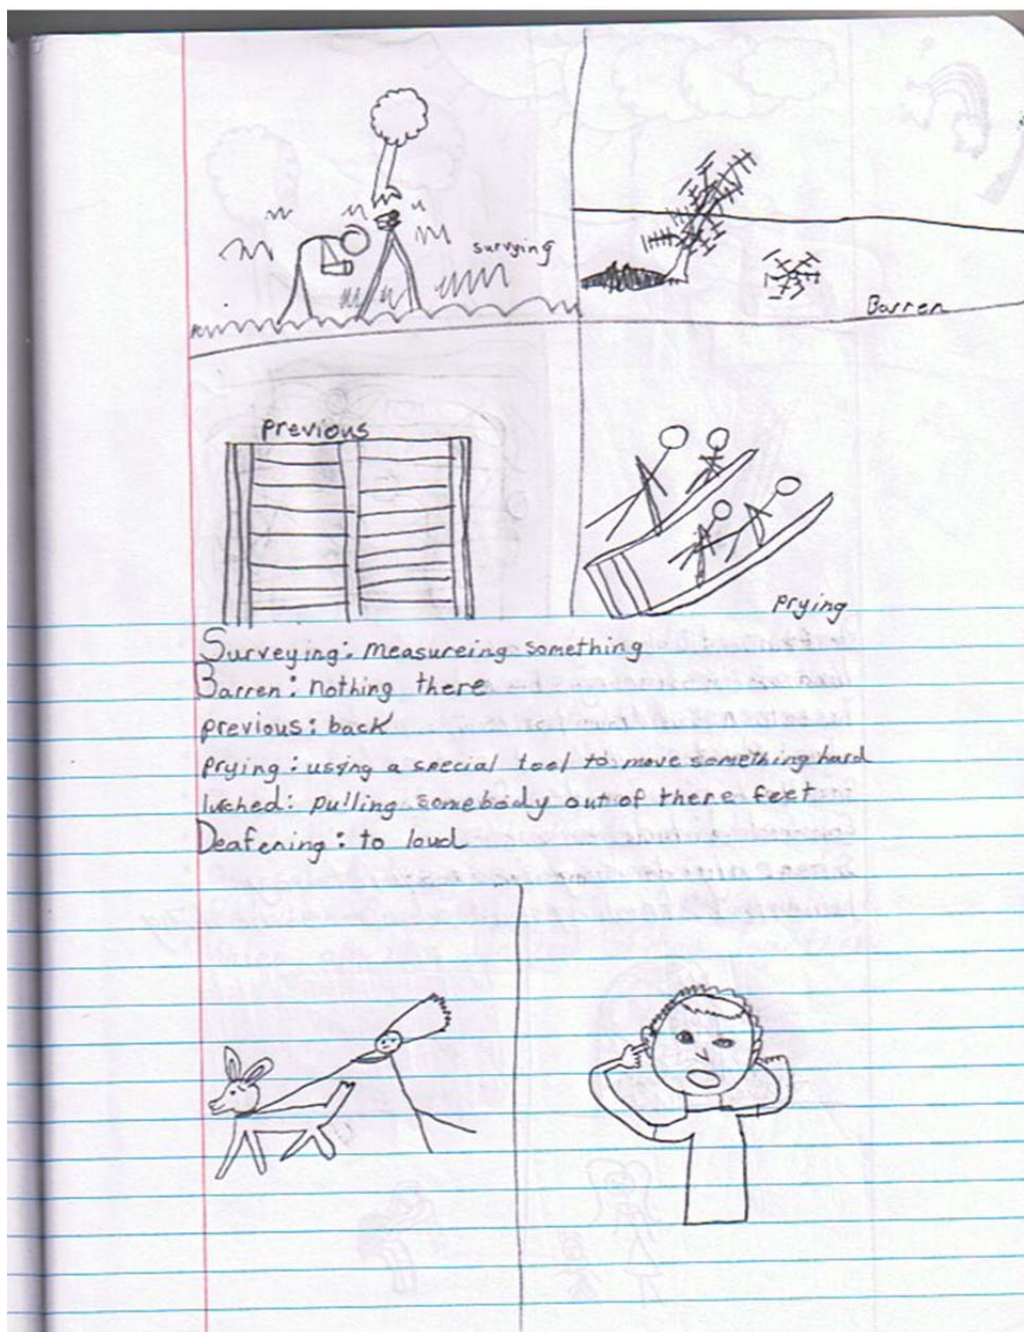 survying
Barren
previous
prying
Surveying: measureing something
Barren: nothing there
previous: back
prying: using a special tool to move something hard
luched: pulling somebody out of there feet
Deafening: to loud